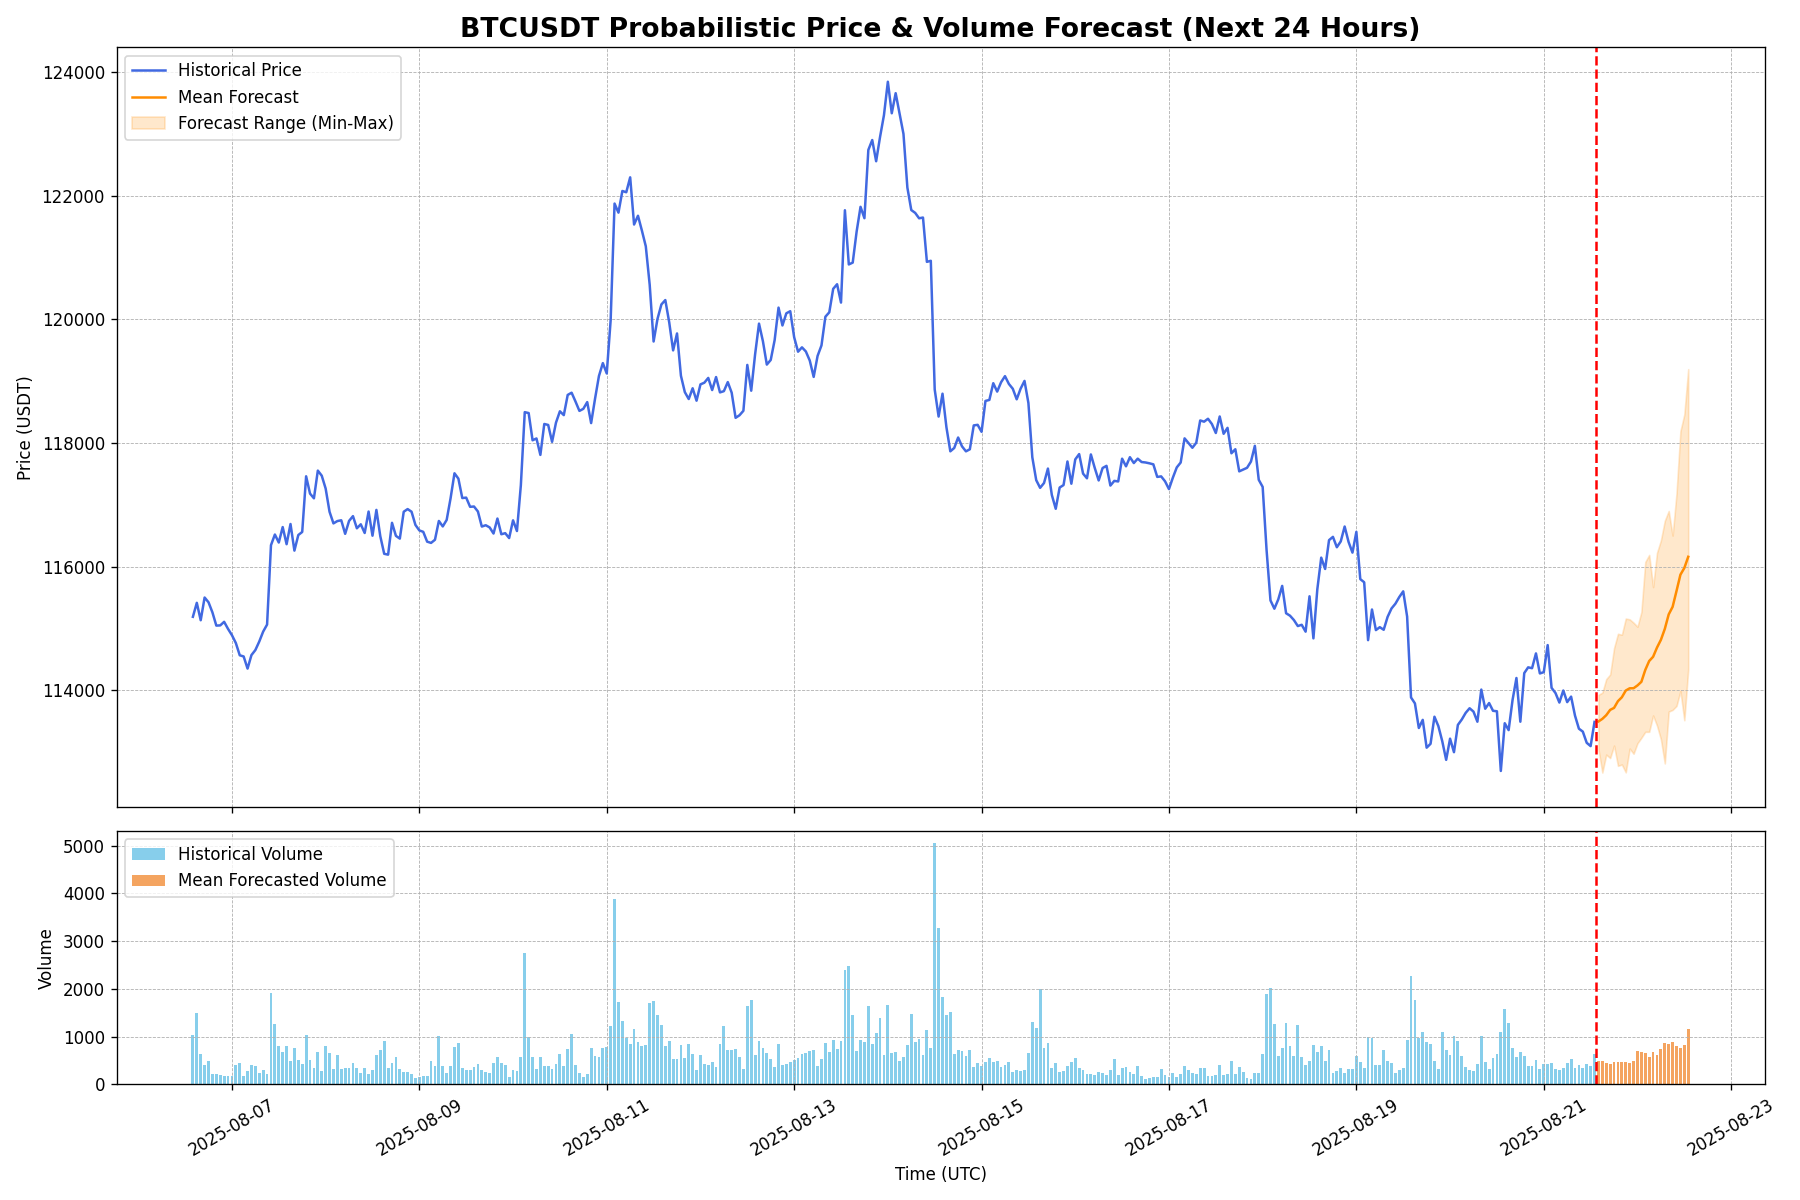 BTCUSDT Probabilistic Price & Volume Forecast (Next 24 Hours)
Historical Price
Mean Forecast
Forecast Range (Min-Max)
124000
122000
120000
118000
116000
114000
Price (USDT)
Historical Volume
Mean Forecasted Volume
5000
4000
3000
2000
1000
0
Volume
2025-08-07
2025-08-09
2025-08-11
2025-08-13
2025-08-15
2025-08-17
2025-08-19
2025-08-21
2025-08-23
Time (UTC)